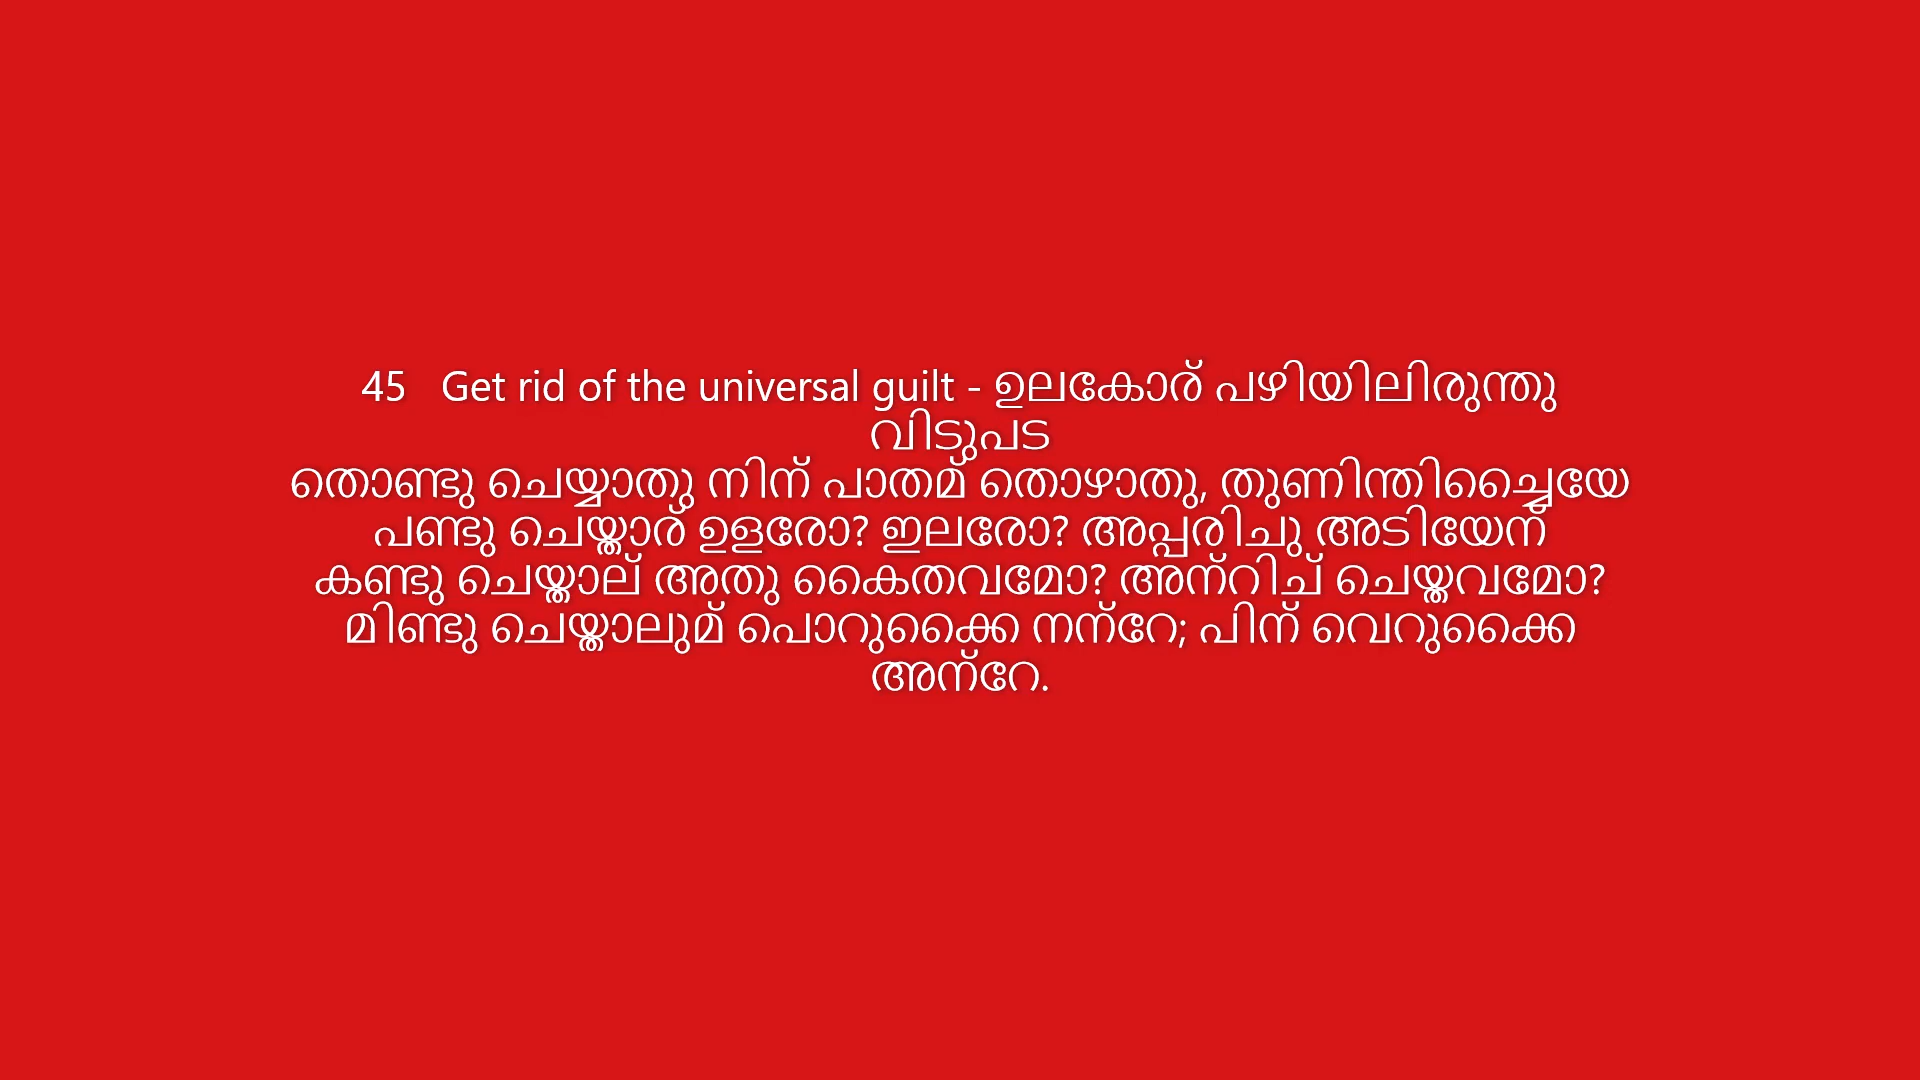 45   Get rid of the universal guilt - ഉലകോര് പഴിയിലിരുന്തു
വിടുപട
തൊണ്ടു ചെയ്യാതു നിന് പാതമ് തൊഴാതു, തുണിന്തിച്ചൈയേ
പണ്ടു ചെയ്താര് ഉളരോ? ഇലരോ? അപ്പരിചു അടിയേന്
കണ്ടു ചെയ്താല് അതു കൈതവമോ? അന്റിച് ചെയ്തവമോ?
മിണ്ടു ചെയ്താലുമ് പൊറുക്കൈ നന്റേ; പിന് വെറുക്കൈ
അന്റേ.